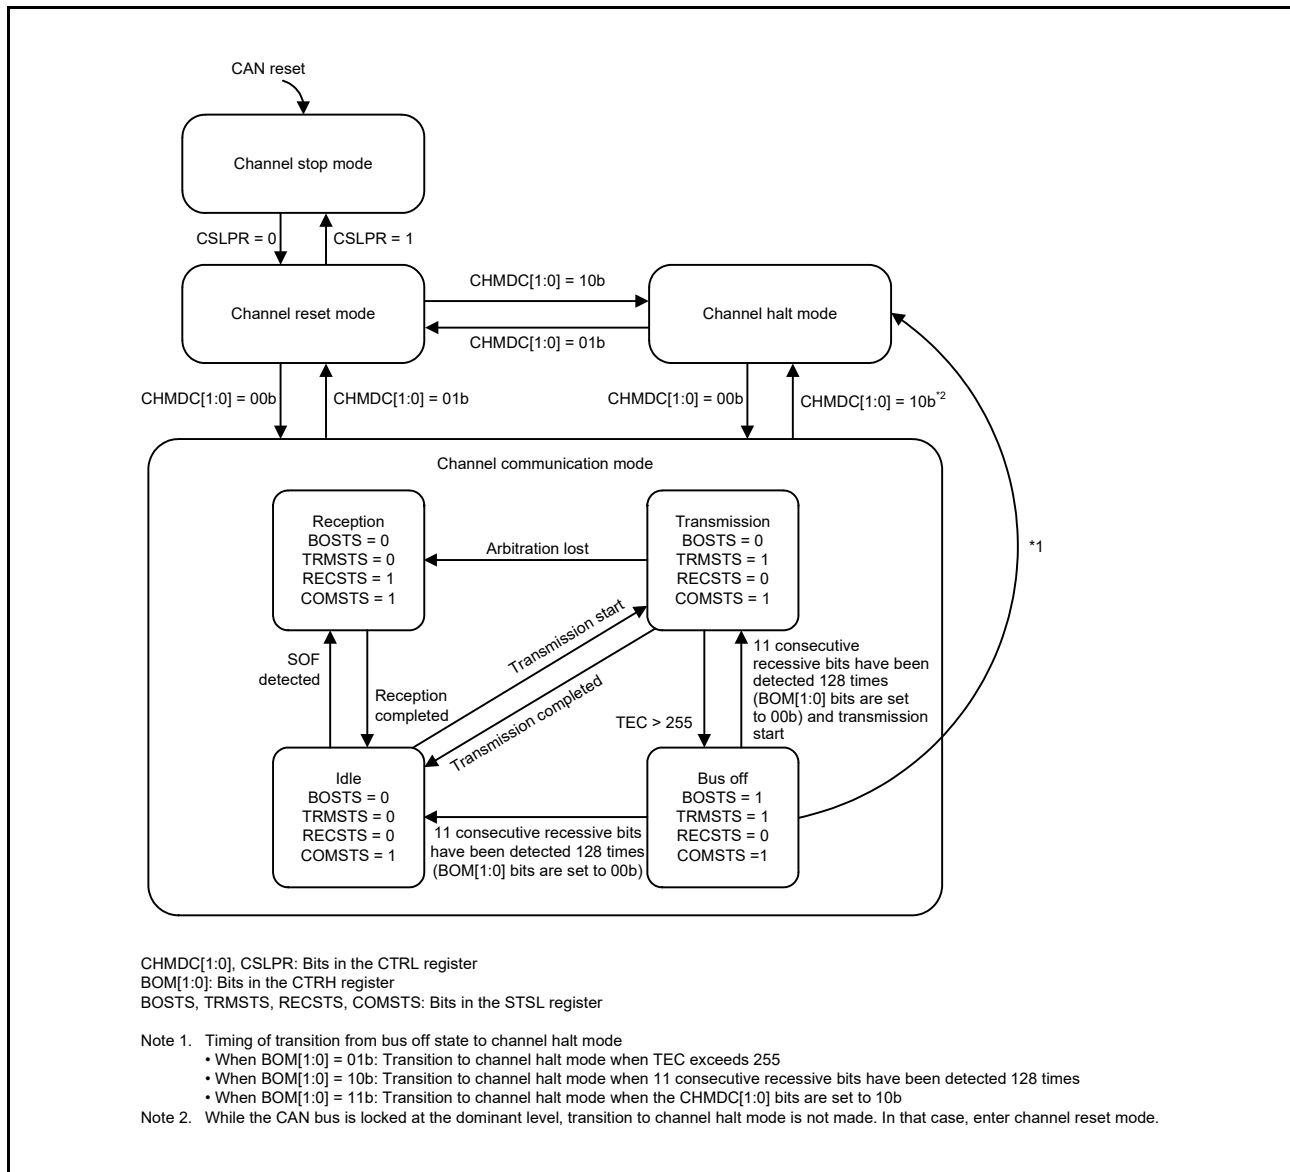 CAN reset
Channel stop mode
CSLPR = 0
CSLPR = 1
Channel reset mode
CHMDC[1:0] = 10b
CHMDC[1:0] = 01b
Channel halt mode
CHMDC[1:0] = 00b
CHMDC[1:0] = 01b
CHMDC[1:0] = 00b
CHMDC[1:0] = 10b*2
Channel communication mode
Reception
BOSTS = 0
TRMSTS = 0
RECSTS = 1
COMSTS = 1
Arbitration lost
Transmission
BOSTS = 0
TRMSTS = 1
RECSTS = 0
COMSTS = 1
*1
SOF
detected
Reception
completed
Transmission start
Transmission completed
TEC > 255
11 consecutive
recessive bits have been
detected 128 times
(BOM[1:0] bits are set
to 00b) and transmission
start
Idle
BOSTS = 0
TRMSTS = 0
RECSTS = 0
COMSTS = 1
11 consecutive recessive bits
have been detected 128 times
(BOM[1:0] bits are set to 00b)
Bus off
BOSTS = 1
TRMSTS = 1
RECSTS = 0
COMSTS =1
CHMDC[1:0], CSLPR: Bits in the CTRL register
BOM[1:0]: Bits in the CTRH register
BOSTS, TRMSTS, RECSTS, COMSTS: Bits in the STSL register
Note 1. Timing of transition from bus off state to channel halt mode
• When BOM[1:0] = 01b: Transition to channel halt mode when TEC exceeds 255
• When BOM[1:0] = 10b: Transition to channel halt mode when 11 consecutive recessive bits have been detected 128 times
• When BOM[1:0] = 11b: Transition to channel halt mode when the CHMDC[1:0] bits are set to 10b
Note 2. While the CAN bus is locked at the dominant level, transition to channel halt mode is not made. In that case, enter channel reset mode.